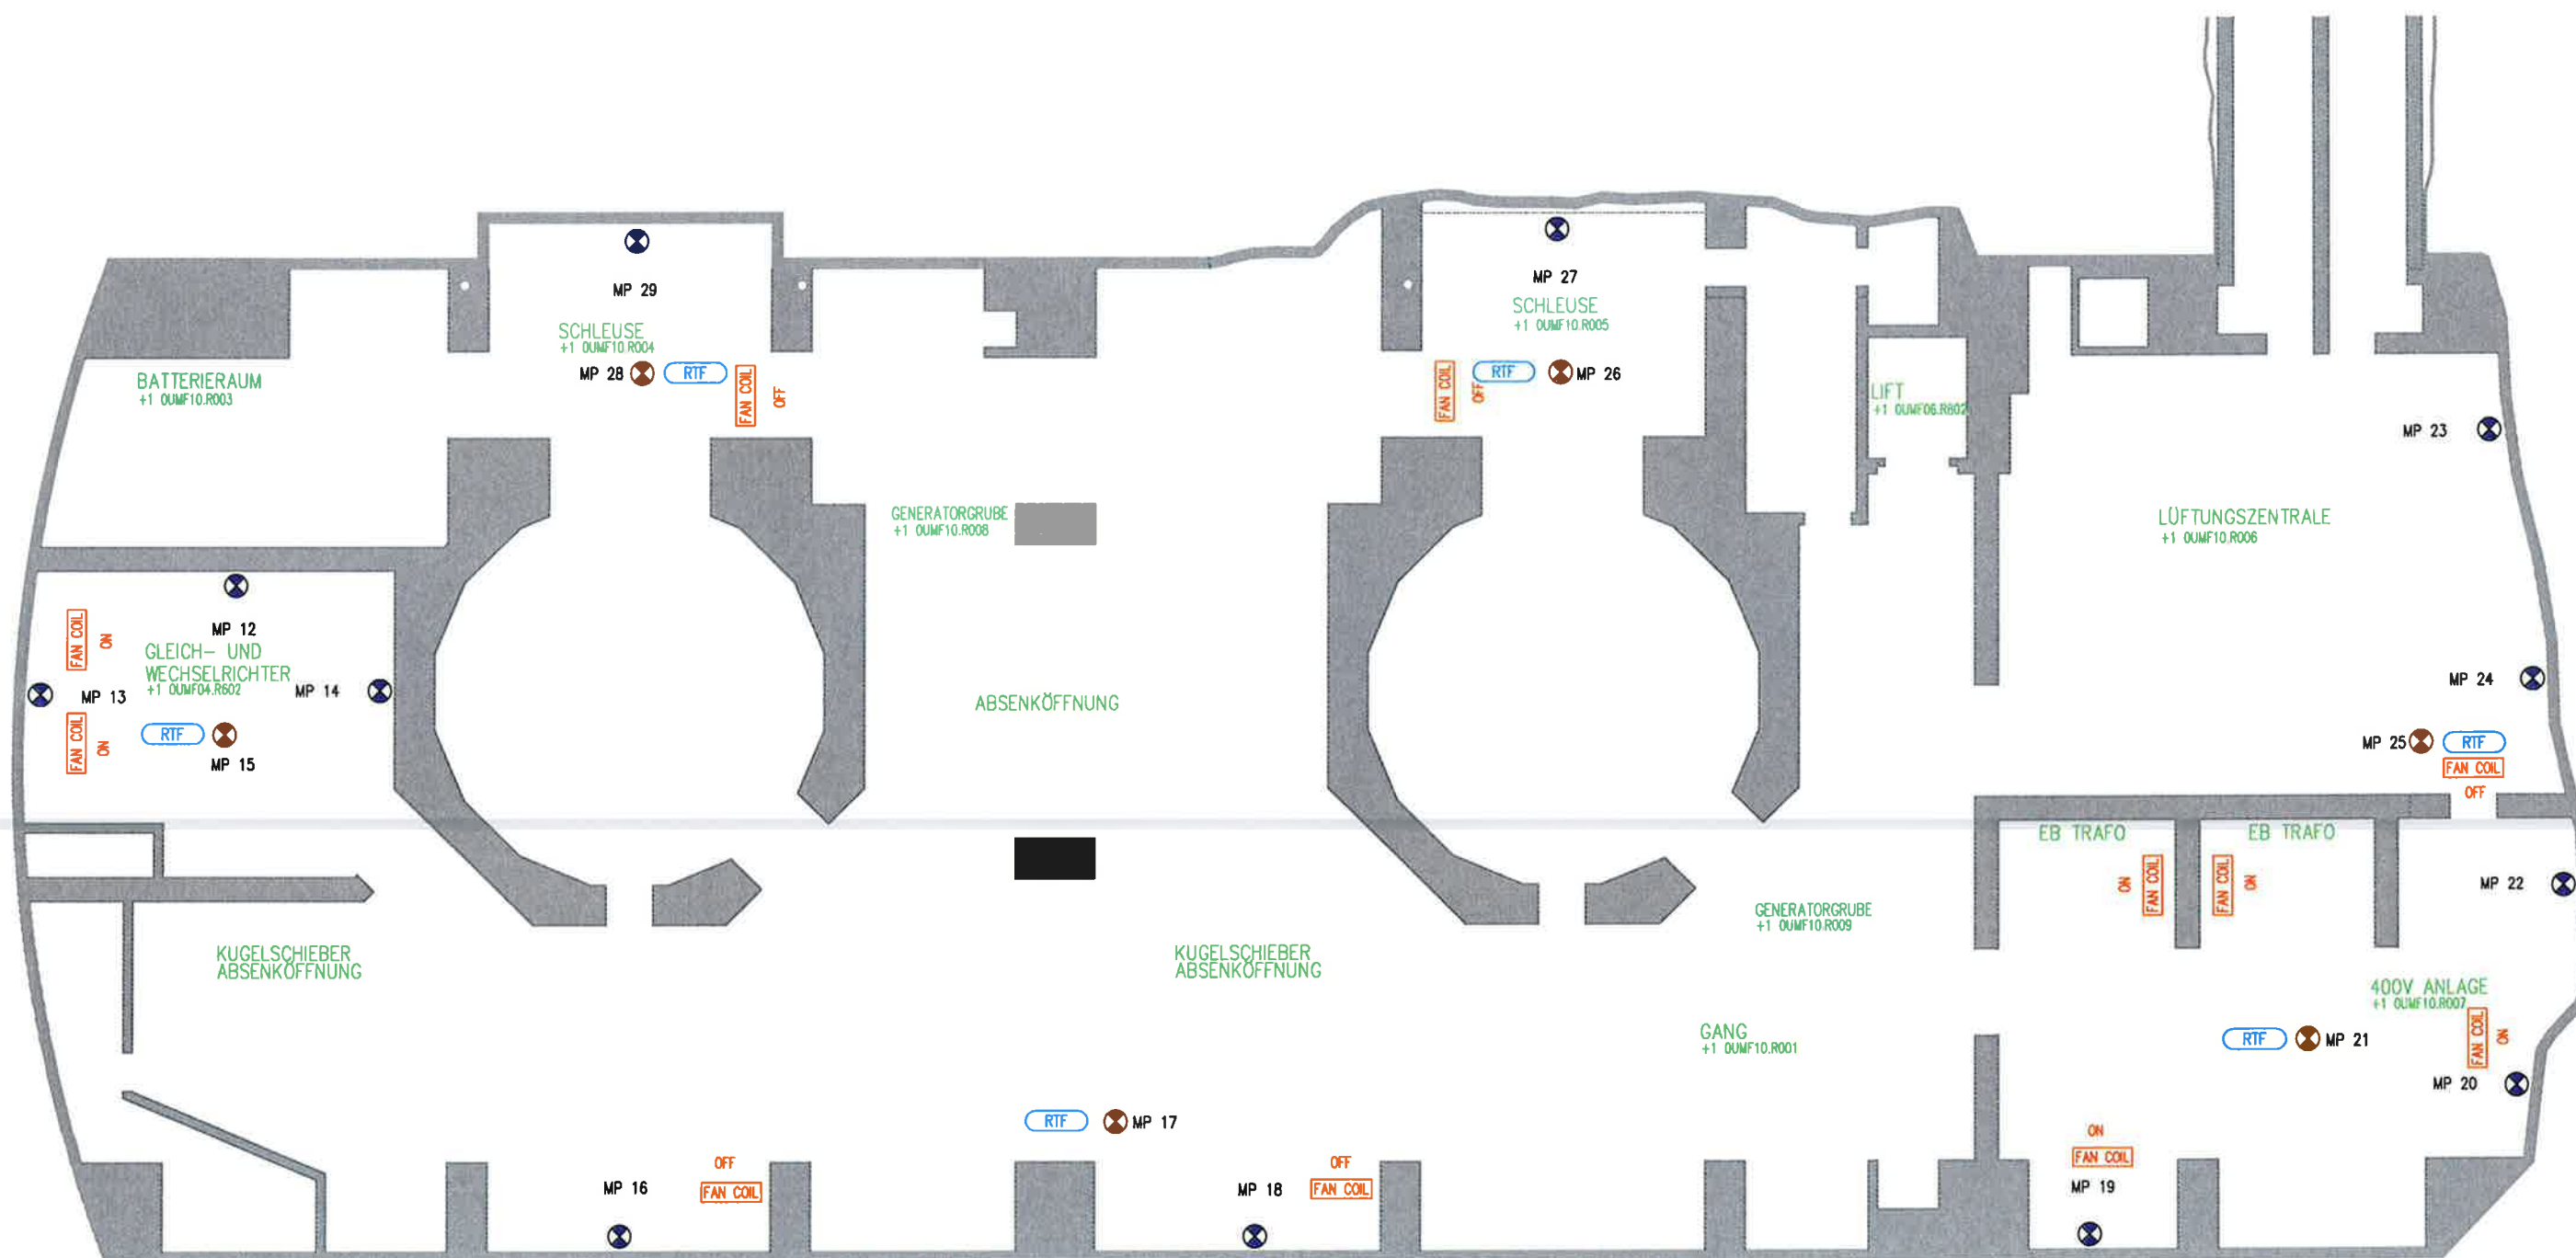 MP 29
SCHLEUSE
+1 0UMF10.R004
MP 28
RTF
FAN COIL
OFF
BATTERIERAUM
+1 0UMF10.R003
MP 27
SCHLEUSE
+1 0UMF10.R005
FAN COIL
OFF
RTF
MP 26
LIFT
+1 0UMF06.R802
MP 23
GENERATORGRUBE
+1 0UMF10.R008
LÜFTUNGSZENTRALE
+1 0UMF10.R006
MP 12
FAN COIL
ON
GLEICH– UND
WECHSELRICHTER
+1 0UMF04.R602
MP 13
MP 14
FAN COIL
ON
RTF
MP 15
ABSENKÖFFNUNG
MP 24
MP 25
RTF
FAN COIL
OFF
EB TRAFO
EB TRAFO
ON
FAN COIL
FAN COIL
ON
MP 22
GENERATORGRUBE
+1 0UMF10.R009
KUGELSCHIEBER
ABSENKÖFFNUNG
KUGELSCHIEBER
ABSENKÖFFNUNG
400V ANLAGE
+1 0UMF10.R007
GANG
+1 0UMF10.R001
RTF
MP 21
FAN COIL
ON
MP 20
RTF
MP 17
ON
FAN COIL
MP 19
MP 16
OFF
FAN COIL
MP 18
OFF
FAN COIL